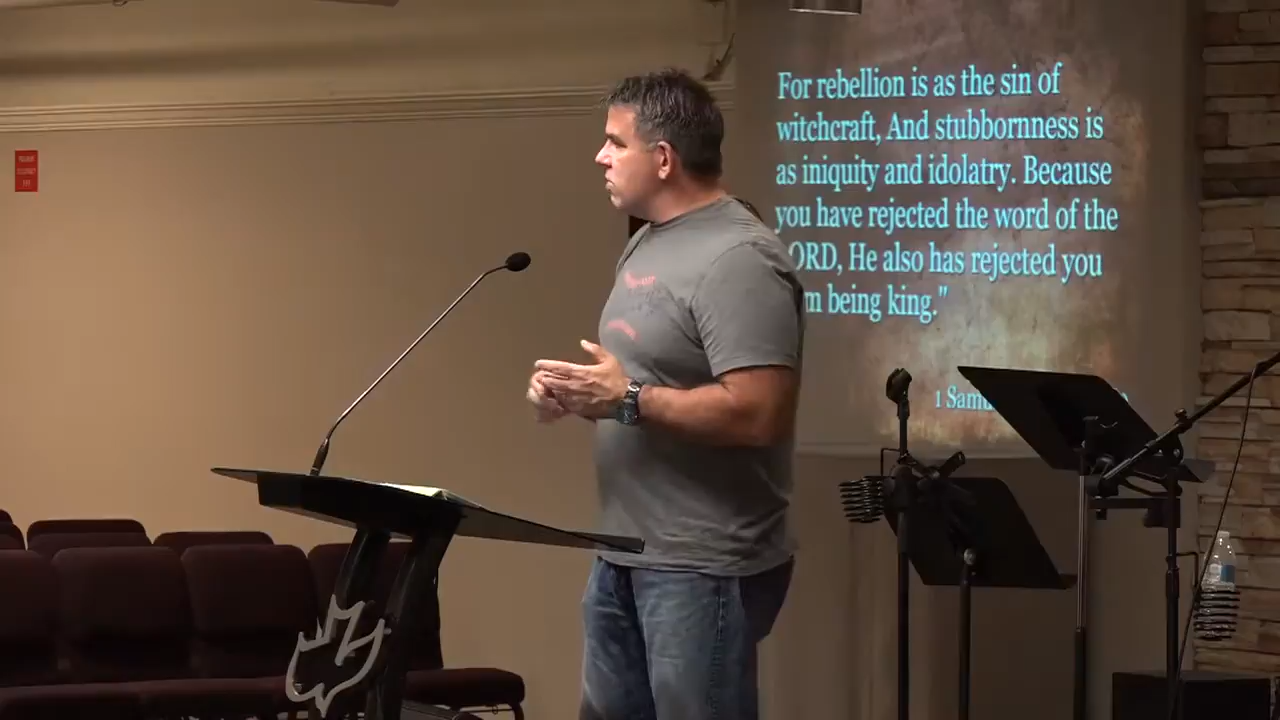 For rebellion is as the sin of
witchcraft, And stubbornness is
as iniquity and idolatry. Because
you have rejected the word of the
ORD, He also has rejected you
m being king."
1 Samu